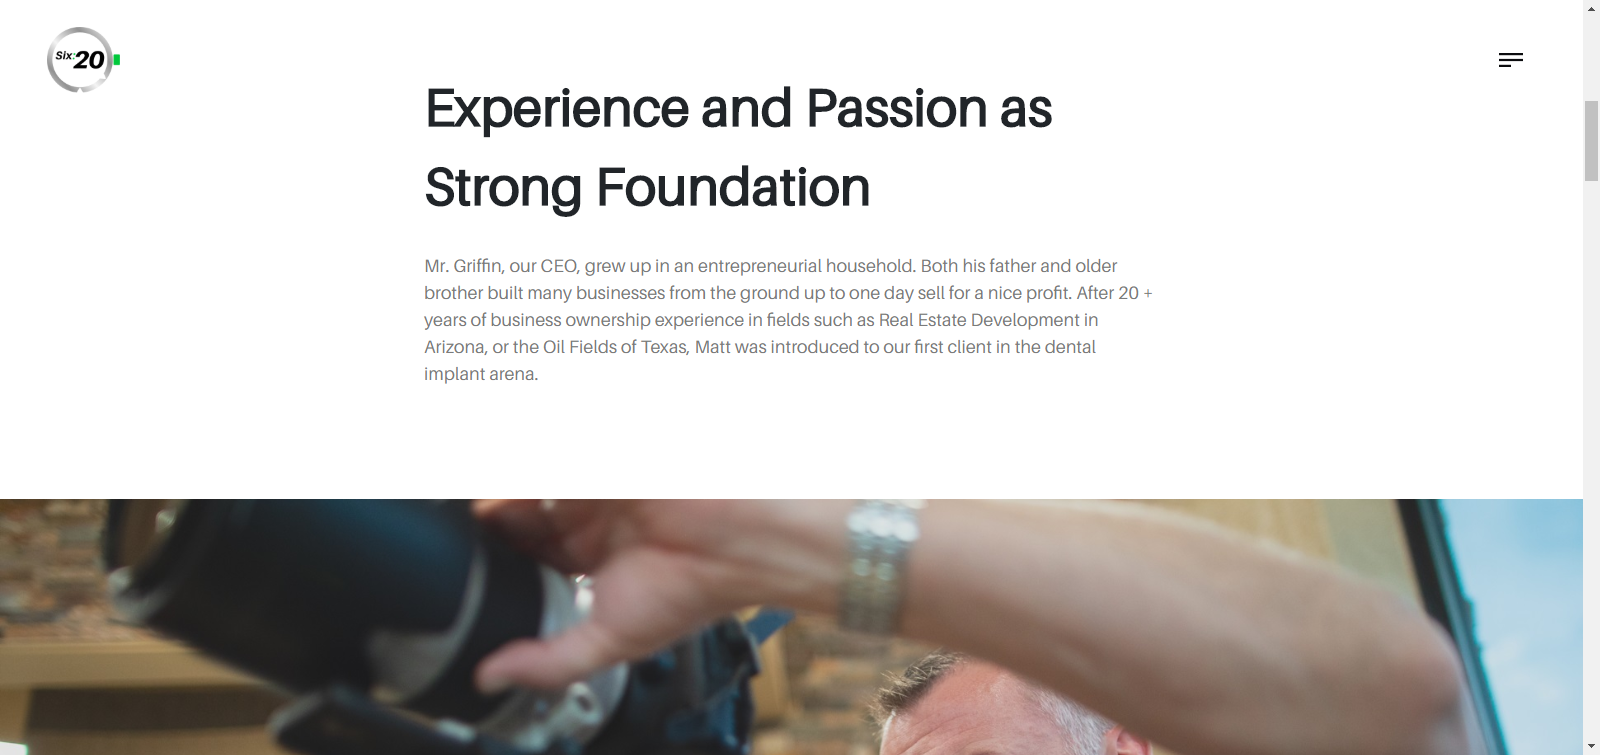 Six:20
Experience and Passion as
Strong Foundation
Mr. Griffin, our CEO, grew up in an entrepreneurial household. Both his father and older
brother built many businesses from the ground up to one day sell for a nice profit. After 20 +
years of business ownership experience in fields such as Real Estate Development in
Arizona, or the Oil Fields of Texas, Matt was introduced to our first client in the dental
implant arena.